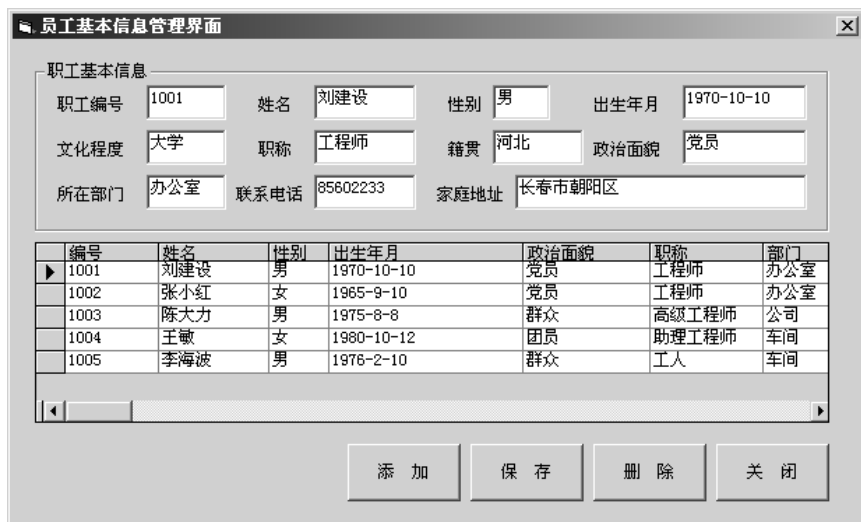 员工基本信息管理界面
职工基本信息
职工编号 1001 姓名 刘建设 性别 男 出生年月 1970-10-10
文化程度 大学 职称 工程师 籍贯 河北 政治面貌 党员
所在部门 办公室 联系电话 85602233 家庭地址 长春市朝阳区
编号 姓名 性别 出生年月 政治面貌 职称 部门
1001 刘建设 男 1970-10-10 党员 工程师 办公室
1002 张小红 女 1965-9-10 党员 工程师 办公室
1003 陈大力 男 1975-8-8 群众 高级工程师 公司
1004 王敏 女 1980-10-12 团员 助理工程师 车间
1005 李海波 男 1976-2-10 群众 工人 车间
添 加 保 存 删 除 关 闭